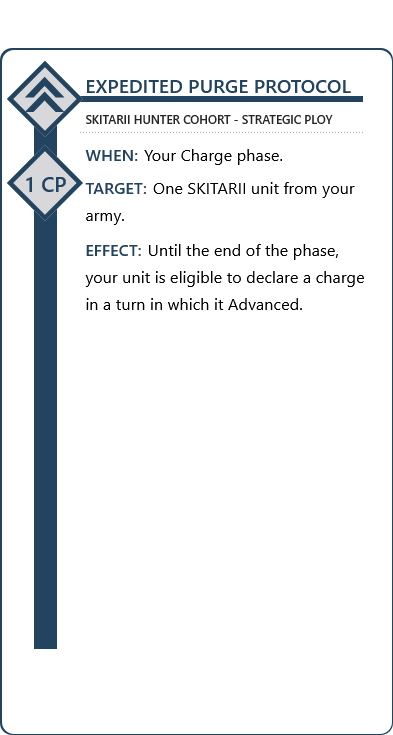 EXPEDITED PURGE PROTOCOL
SKITARII HUNTER COHORT - STRATEGIC PLOY
1 CP
WHEN: Your Charge phase.
TARGET: One SKITARII unit from your
army.
EFFECT: Until the end of the phase,
your unit is eligible to declare a charge
in a turn in which it Advanced.